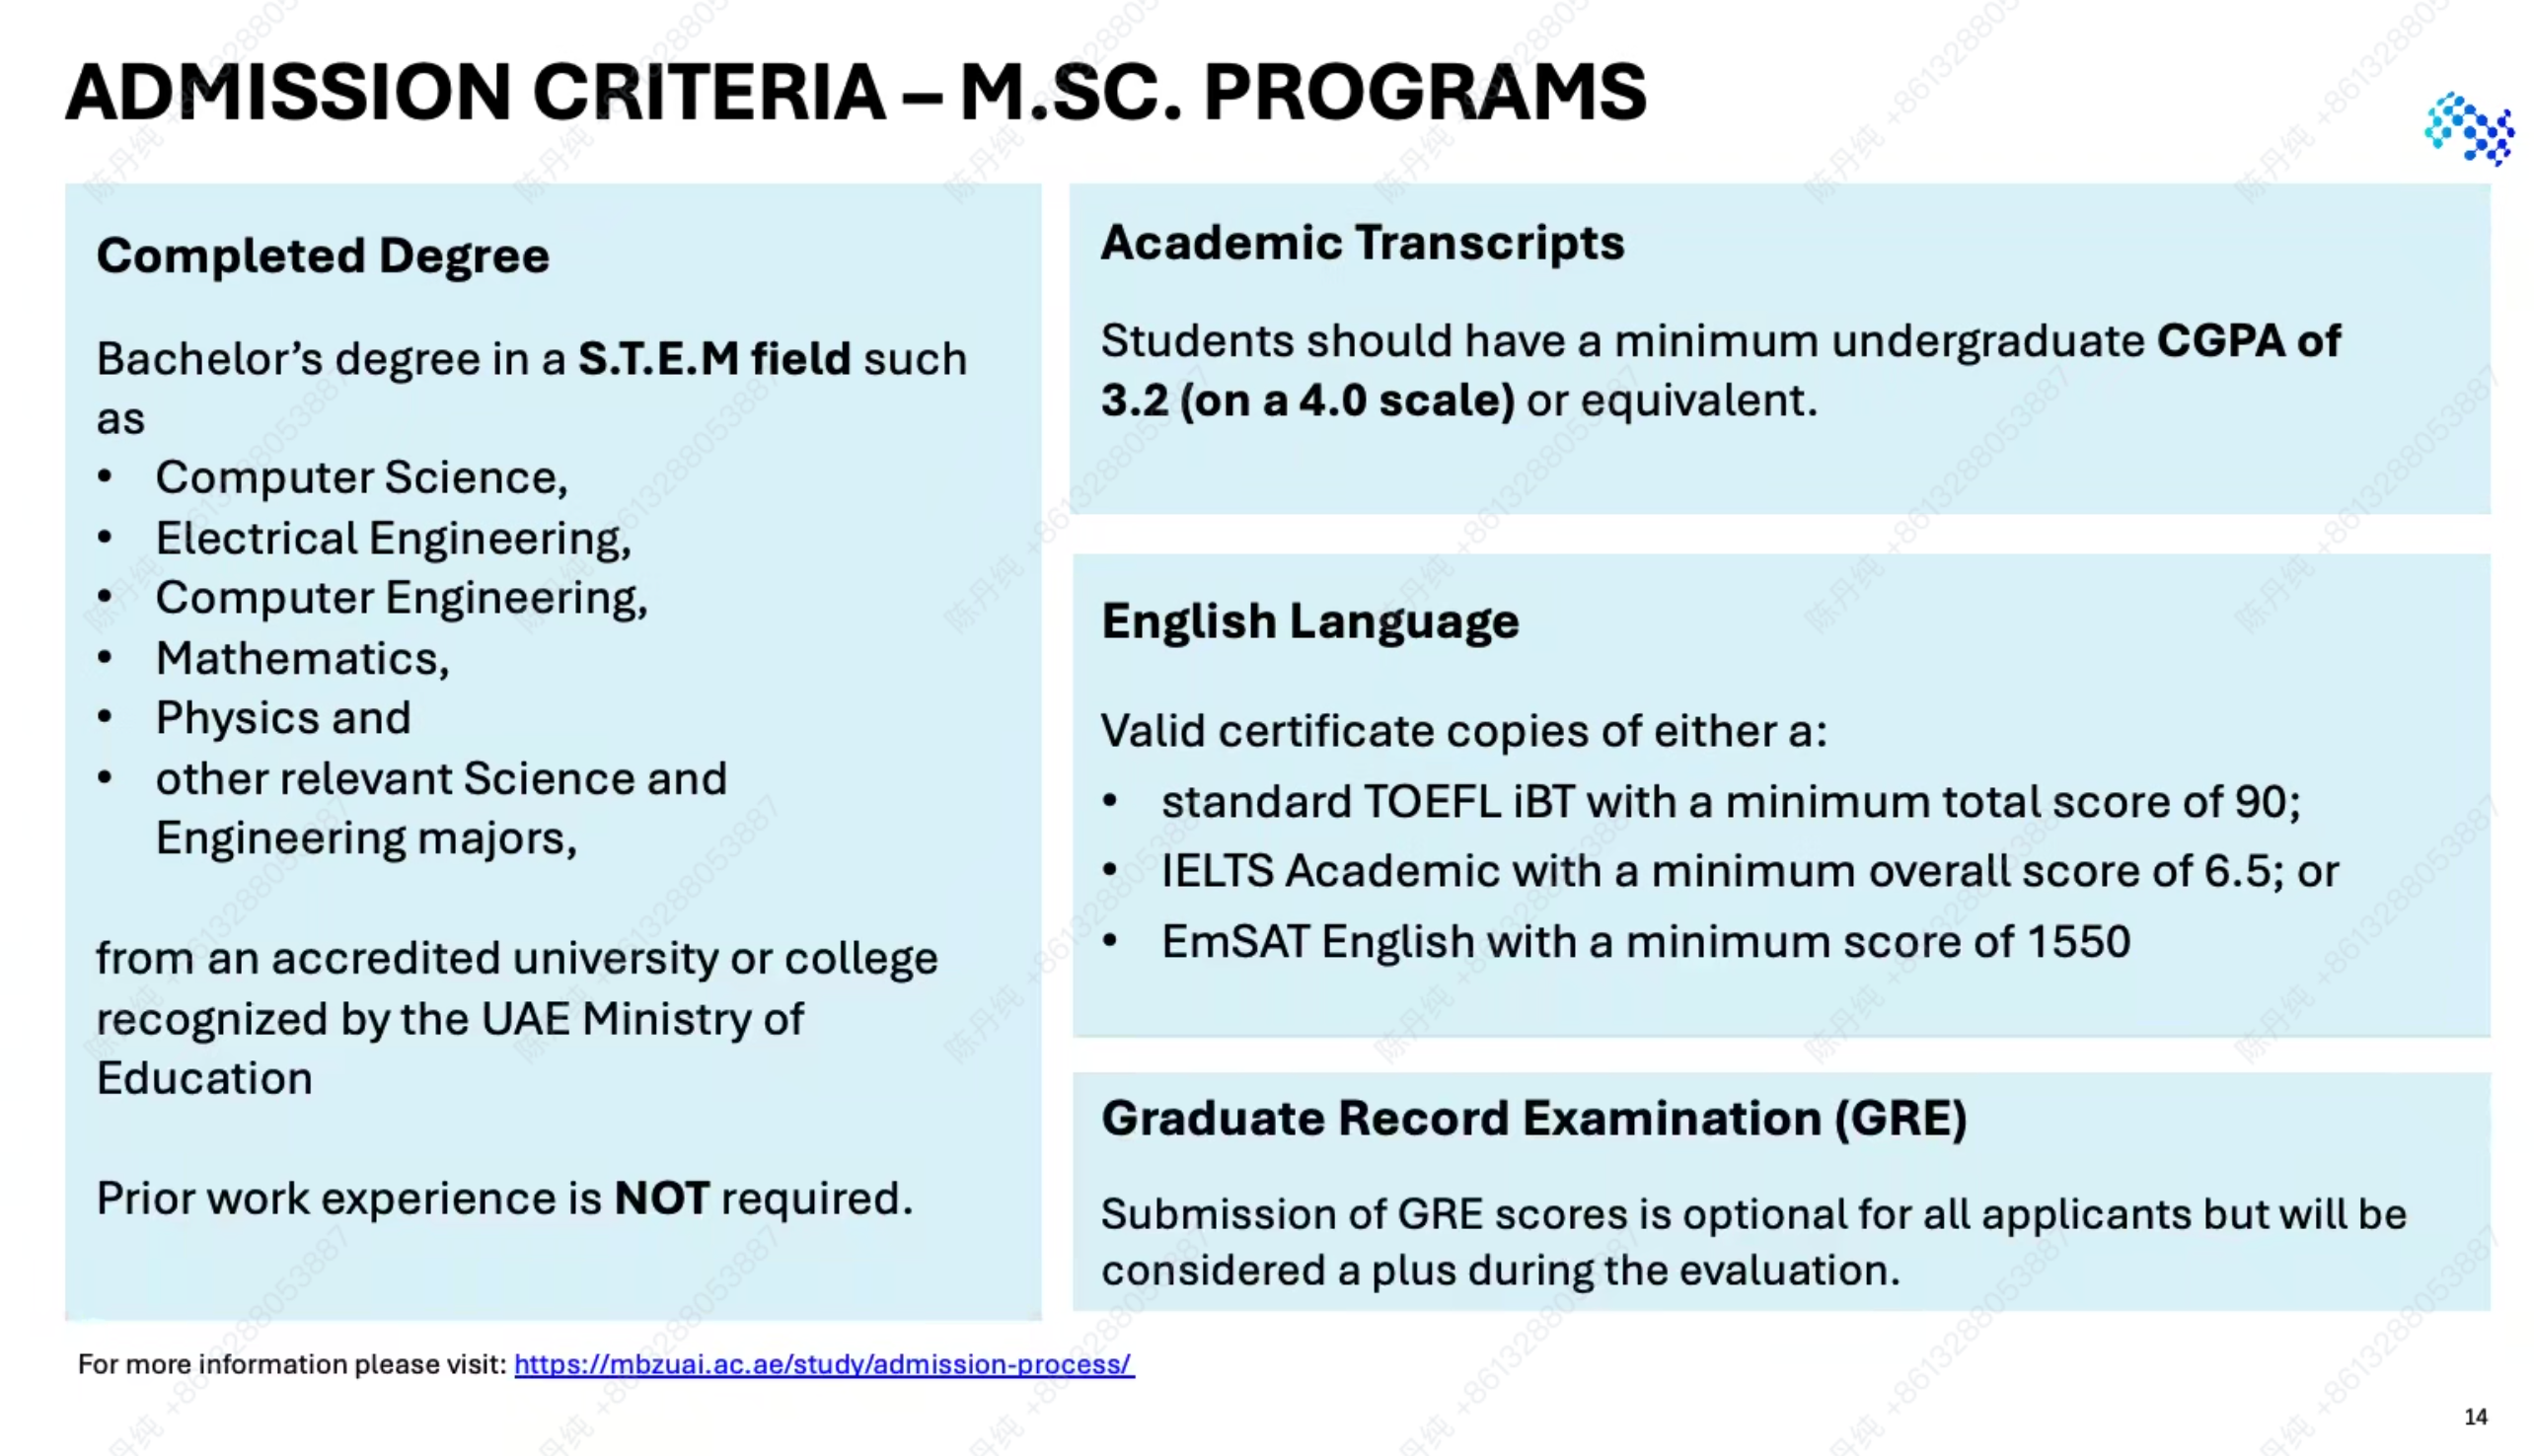 ADMISSION CRITERIA – M.SC. PROGRAMS
Completed Degree
Bachelor’s degree in a S.T.E.M field such
as
• Computer Science,
• Electrical Engineering,
• Computer Engineering,
• Mathematics,
• Physics and
• other relevant Science and
Engineering majors,
from an accredited university or college
recognized by the UAE Ministry of
Education
Prior work experience is NOT required.
Academic Transcripts
Students should have a minimum undergraduate CGPA of
3.2 (on a 4.0 scale) or equivalent.
English Language
Valid certificate copies of either a:
• standard TOEFL iBT with a minimum total score of 90;
• IELTS Academic with a minimum overall score of 6.5; or
• EmSAT English with a minimum score of 1550
Graduate Record Examination (GRE)
Submission of GRE scores is optional for all applicants but will be
considered a plus during the evaluation.
For more information please visit: https://mbzuai.ac.ae/study/admission-process/
14
陈丹纯 +8613288053887